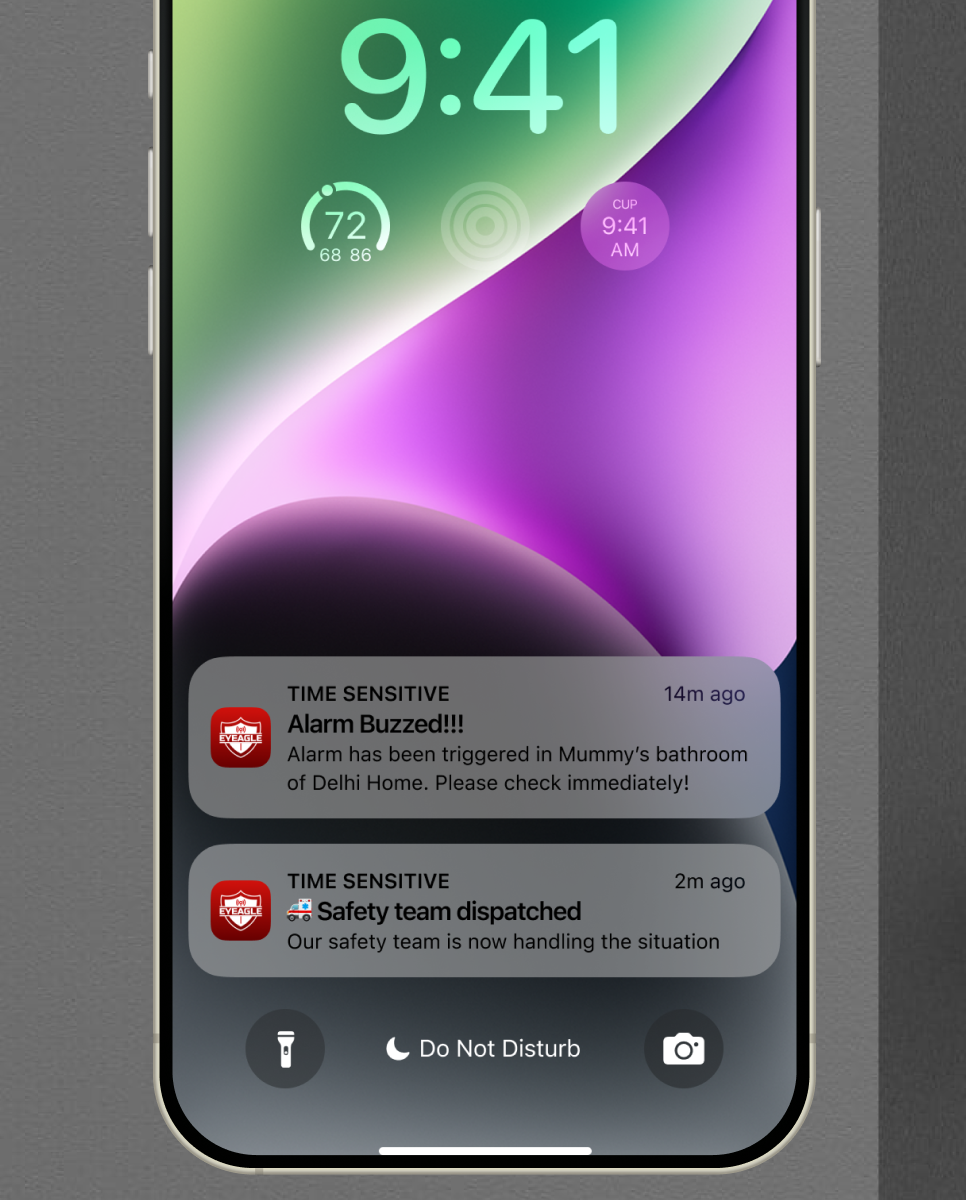 9:41
72
68 86
CUP
9:41
AM
TIME SENSITIVE 14m ago
Alarm Buzzed!!!
Alarm has been triggered in Mummy’s bathroom
of Delhi Home. Please check immediately!
EYEAGLE
TIME SENSITIVE 2m ago
🚑Safety team dispatched
Our safety team is now handling the situation
EYEAGLE
Do Not Disturb